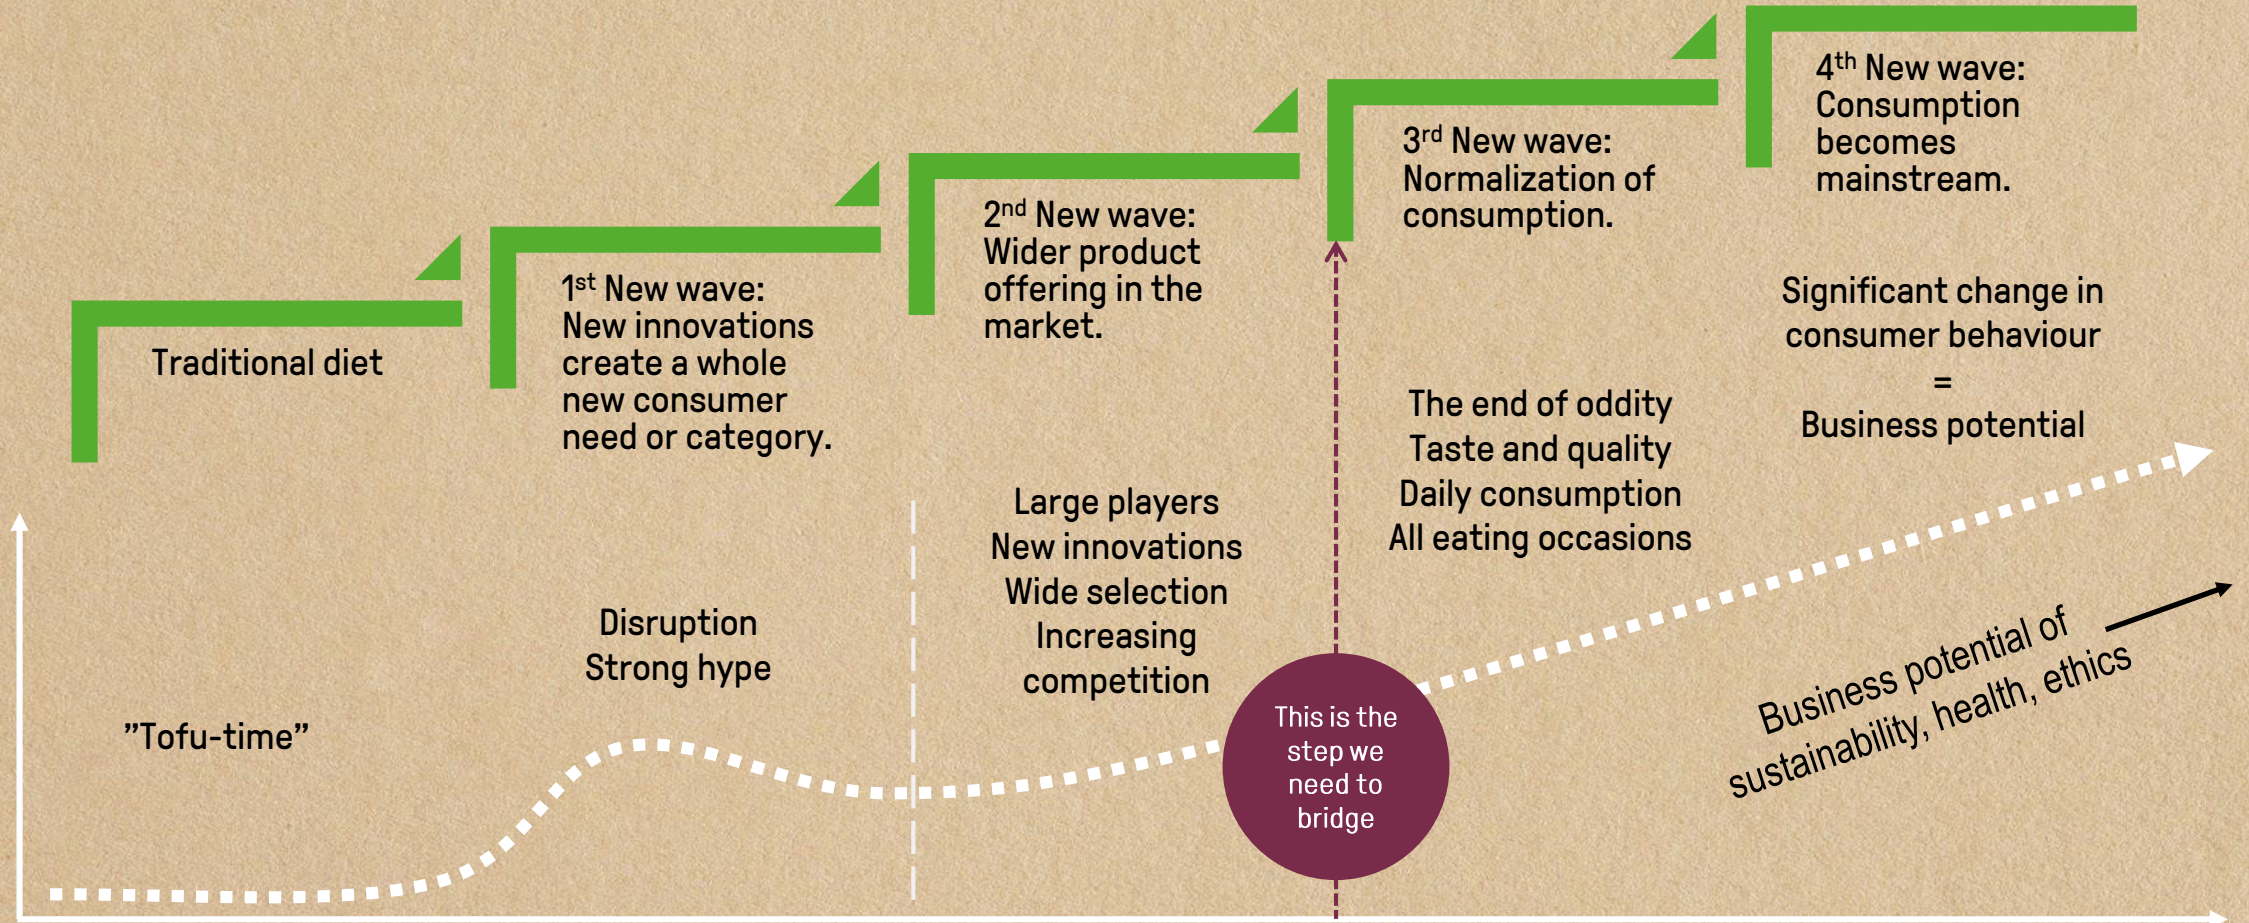 Traditional diet
"Tofu-time"
1st New wave:
New innovations
create a whole
new consumer
need or category.
Disruption
Strong hype
2nd New wave:
Wider product
offering in the
market.
Large players
New innovations
Wide selection
Increasing
competition
This is the
step we
need to
bridge
3rd New wave:
Normalization of
consumption.
The end of oddity
Taste and quality
Daily consumption
All eating occasions
4th New wave:
Consumption
becomes
mainstream.
Significant change in
consumer behaviour
=
Business potential
Business potential of
sustainability, health, ethics